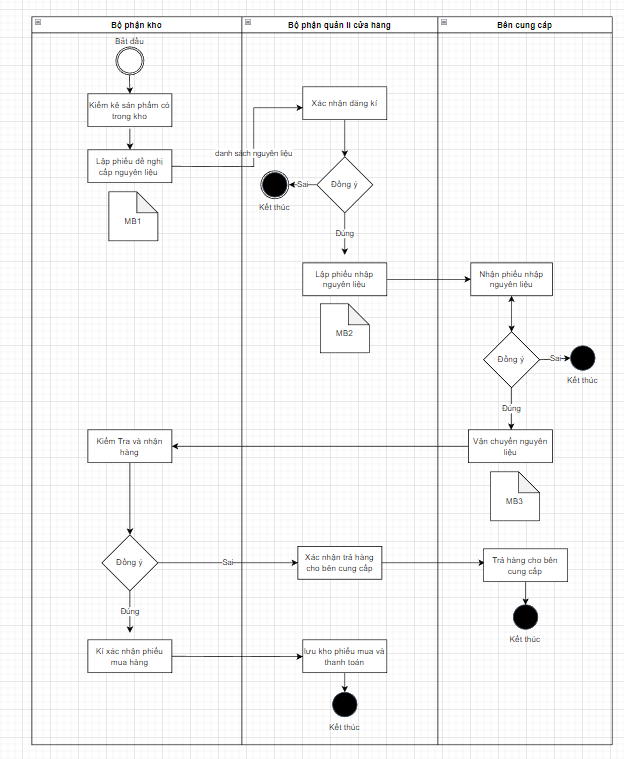 Bộ phận kho
Bộ phận quản lí cửa hàng
Bên cung cấp
Bắt đầu
Kiểm kê sản phẩm có
trong kho
Xác nhận đăng kí
danh sách nguyên liệu
Lập phiếu đề nghị
cấp nguyên liệu
Đồng ý
Sai
Kết thúc
MB1
Đúng
Lập phiếu nhập
nguyên liệu
Nhận phiếu nhập
nguyên liệu
MB2
Đồng ý
Sai
Kết thúc
Đúng
Kiểm Tra và nhận
hàng
Vận chuyển nguyên
liệu
MB3
Đồng ý
Sai
Xác nhận trả hàng
cho bên cung cấp
Trả hàng cho bên
cung cấp
Đúng
Kết thúc
Kí xác nhận phiếu
mua hàng
lưu kho phiếu mua và
thanh toán
Kết thúc